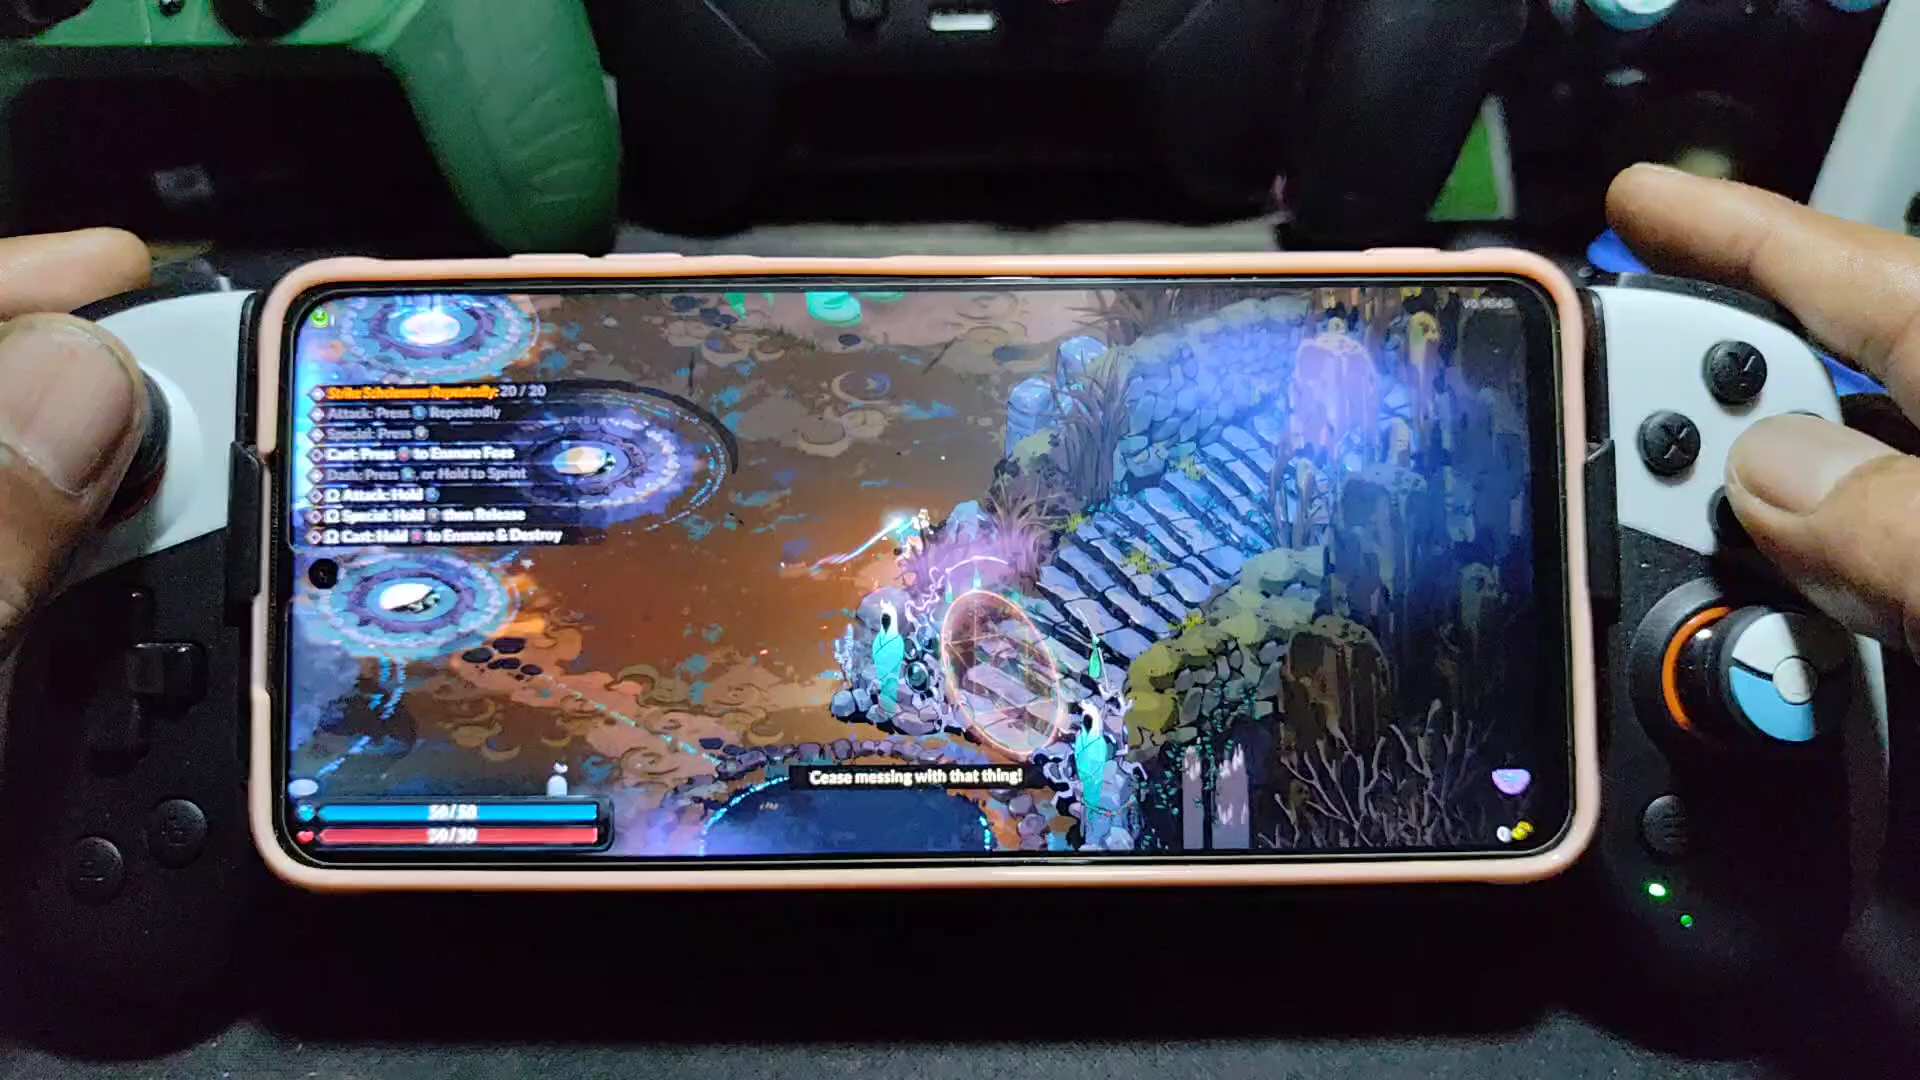 Strike Schelemeus Repeatedly: 20 / 20
Attack: Press Repeatedly
Special: Press
Cast: Press to Ensnare Foes
Dash: Press , or Hold to Sprint
Ω Attack: Hold
Ω Special: Hold then Release
Ω Cast: Hold to Ensnare & Destroy
Cease messing with that thing!
50/50
30/30
Y
X